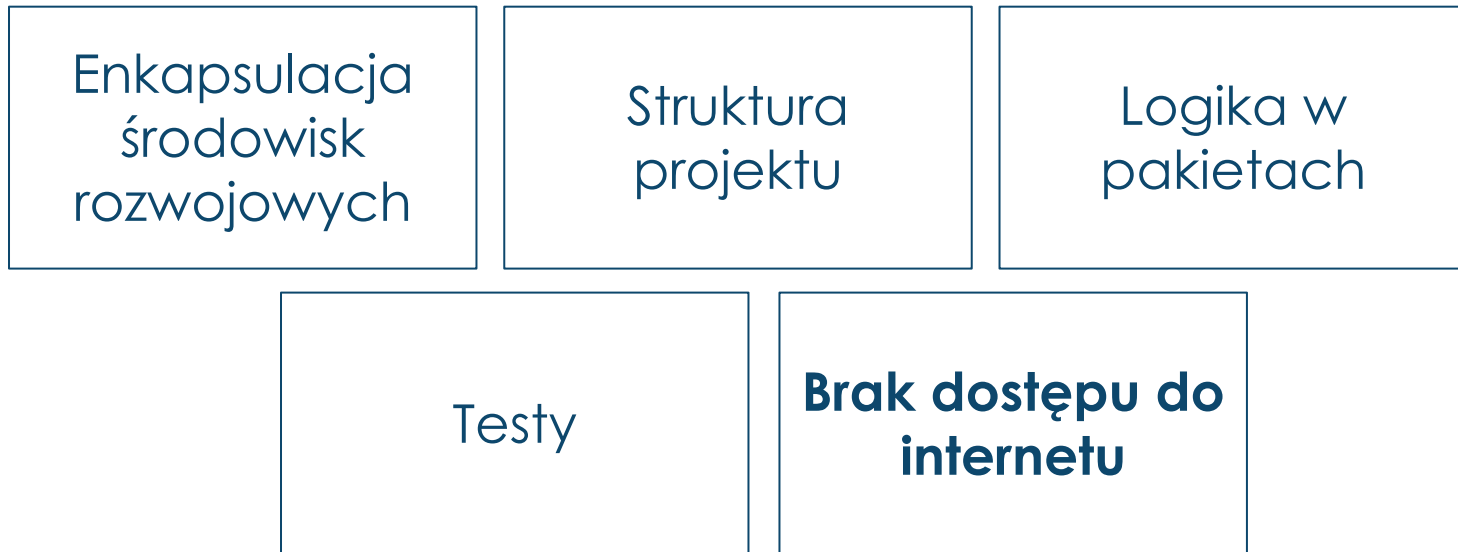 Enkapsulacja
środowisk
rozwojowych
Struktura
projektu
Logika w
pakietach
Testy
Brak dostępu do
internetu